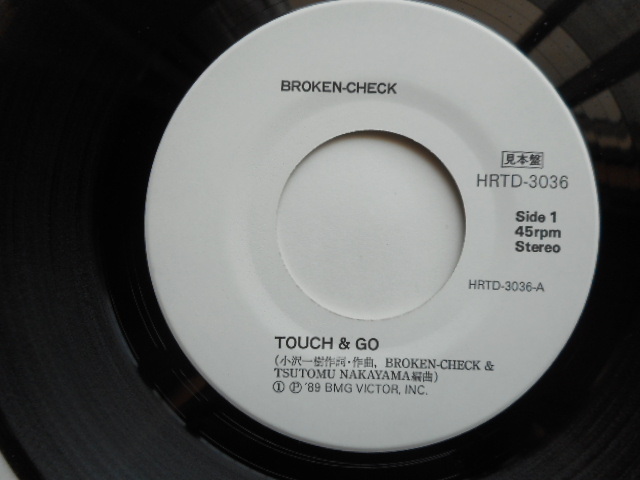 BROKEN-CHECK
見本盤
HRTD-3036
Side 1
45rpm
Stereo
HRTD-3036-A
TOUCH & GO
(小沢一樹作詞・作曲, BROKEN-CHECK &
TSUTOMU NAKAYAMA編曲)
Ⓘ Ⓟ '89 BMG VICTOR, INC.